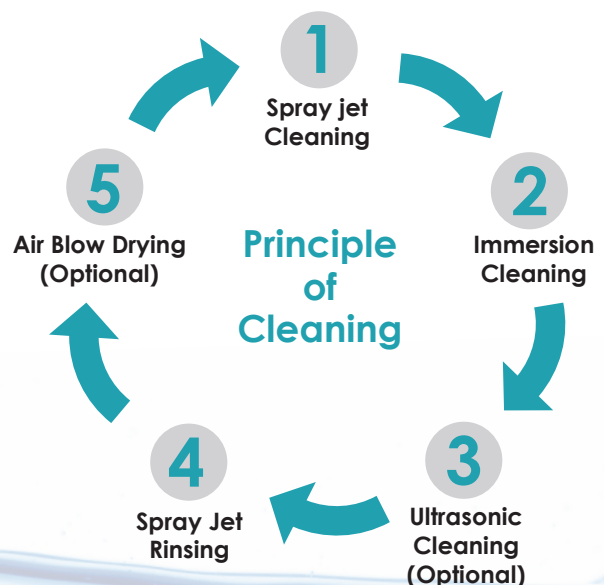 1
Spray jet
Cleaning
2
Immersion
Cleaning
3
Ultrasonic
Cleaning
(Optional)
4
Spray Jet
Rinsing
5
Air Blow Drying
(Optional)
Principle
of
Cleaning